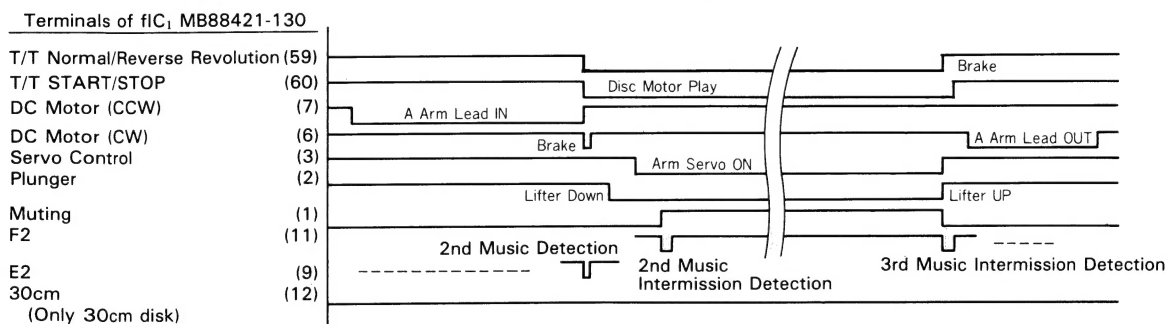 Terminals of fIC₁ MB88421-130
T/T Normal/Reverse Revolution (59)
Brake
T/T START/STOP (60)
Disc Motor Play
DC Motor (CCW) (7)
A Arm Lead IN
DC Motor (CW) (6)
Brake
A Arm Lead OUT
Servo Control (3)
Arm Servo ON
Plunger (2)
Lifter Down
Lifter UP
Muting (1)
F2 (11)
2nd Music Detection
2nd Music
Intermission Detection
3rd Music Intermission Detection
E2 (9)
30cm (12)
(Only 30cm disk)